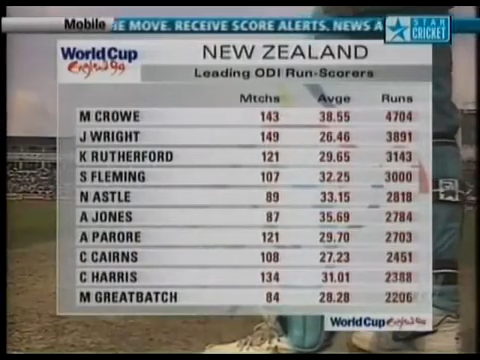 Mobile HE MOVE. RECEIVE SCORE ALERTS. NEWS A
STAR CRICKET
World Cup
england 99
NEW ZEALAND
Leading ODI Run-Scorers
Mtchs Avge Runs
M CROWE 143 38.55 4704
J WRIGHT 149 26.46 3891
K RUTHERFORD 121 29.65 3143
S FLEMING 107 32.25 3000
N ASTLE 89 33.15 2818
A JONES 87 35.69 2784
A PARORE 121 29.70 2703
C CAIRNS 108 27.23 2451
C HARRIS 134 31.01 2388
M GREATBATCH 84 28.28 2206
World Cup england 99